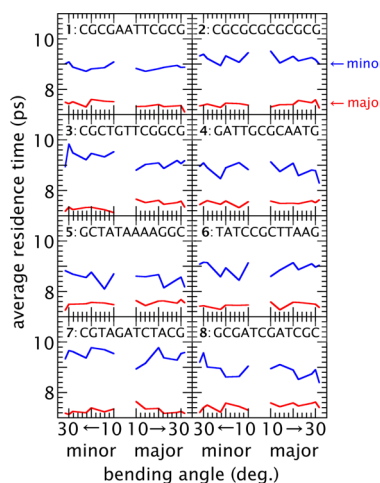 10
8
1: CGCGAATTCGCG
2: CGCGCGCGCGCG
← mino
← majo
3: CGCTGTTCGGCG
4: GATTGCGCAATG
10
8
5: GCTATAAAAGGC
6: TATCCGCTTAAG
10
8
7: CGTAGATCTACG
8: GCGATCGATCGC
10
8
average residence time (ps)
30 ←10 10→30 30 ←10 10→30
minor major minor major
bending angle (deg.)